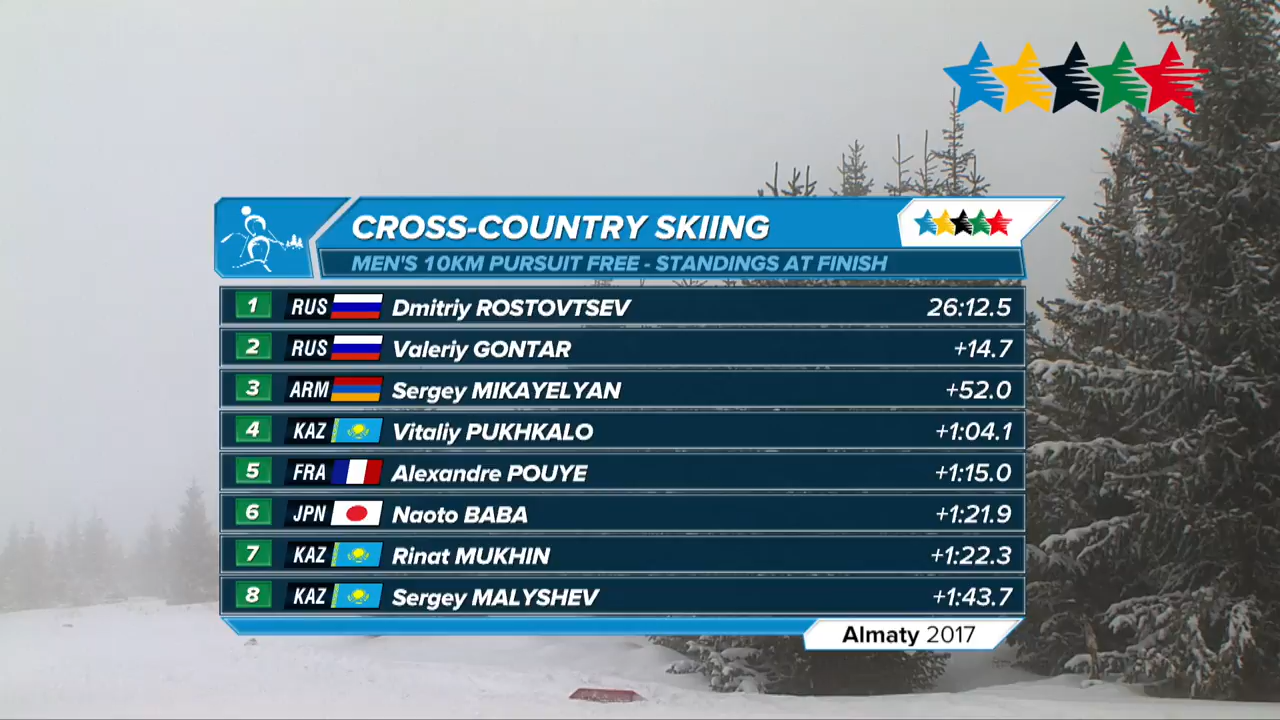 CROSS-COUNTRY SKIING
MEN'S 10KM PURSUIT FREE - STANDINGS AT FINISH
1 RUS Dmitriy ROSTOVTSEV 26:12.5
2 RUS Valeriy GONTAR +14.7
3 ARM Sergey MIKAYELYAN +52.0
4 KAZ Vitaliy PUKHKALO +1:04.1
5 FRA Alexandre POUYE +1:15.0
6 JPN Naoto BABA +1:21.9
7 KAZ Rinat MUKHIN +1:22.3
8 KAZ Sergey MALYSHEV +1:43.7
Almaty 2017